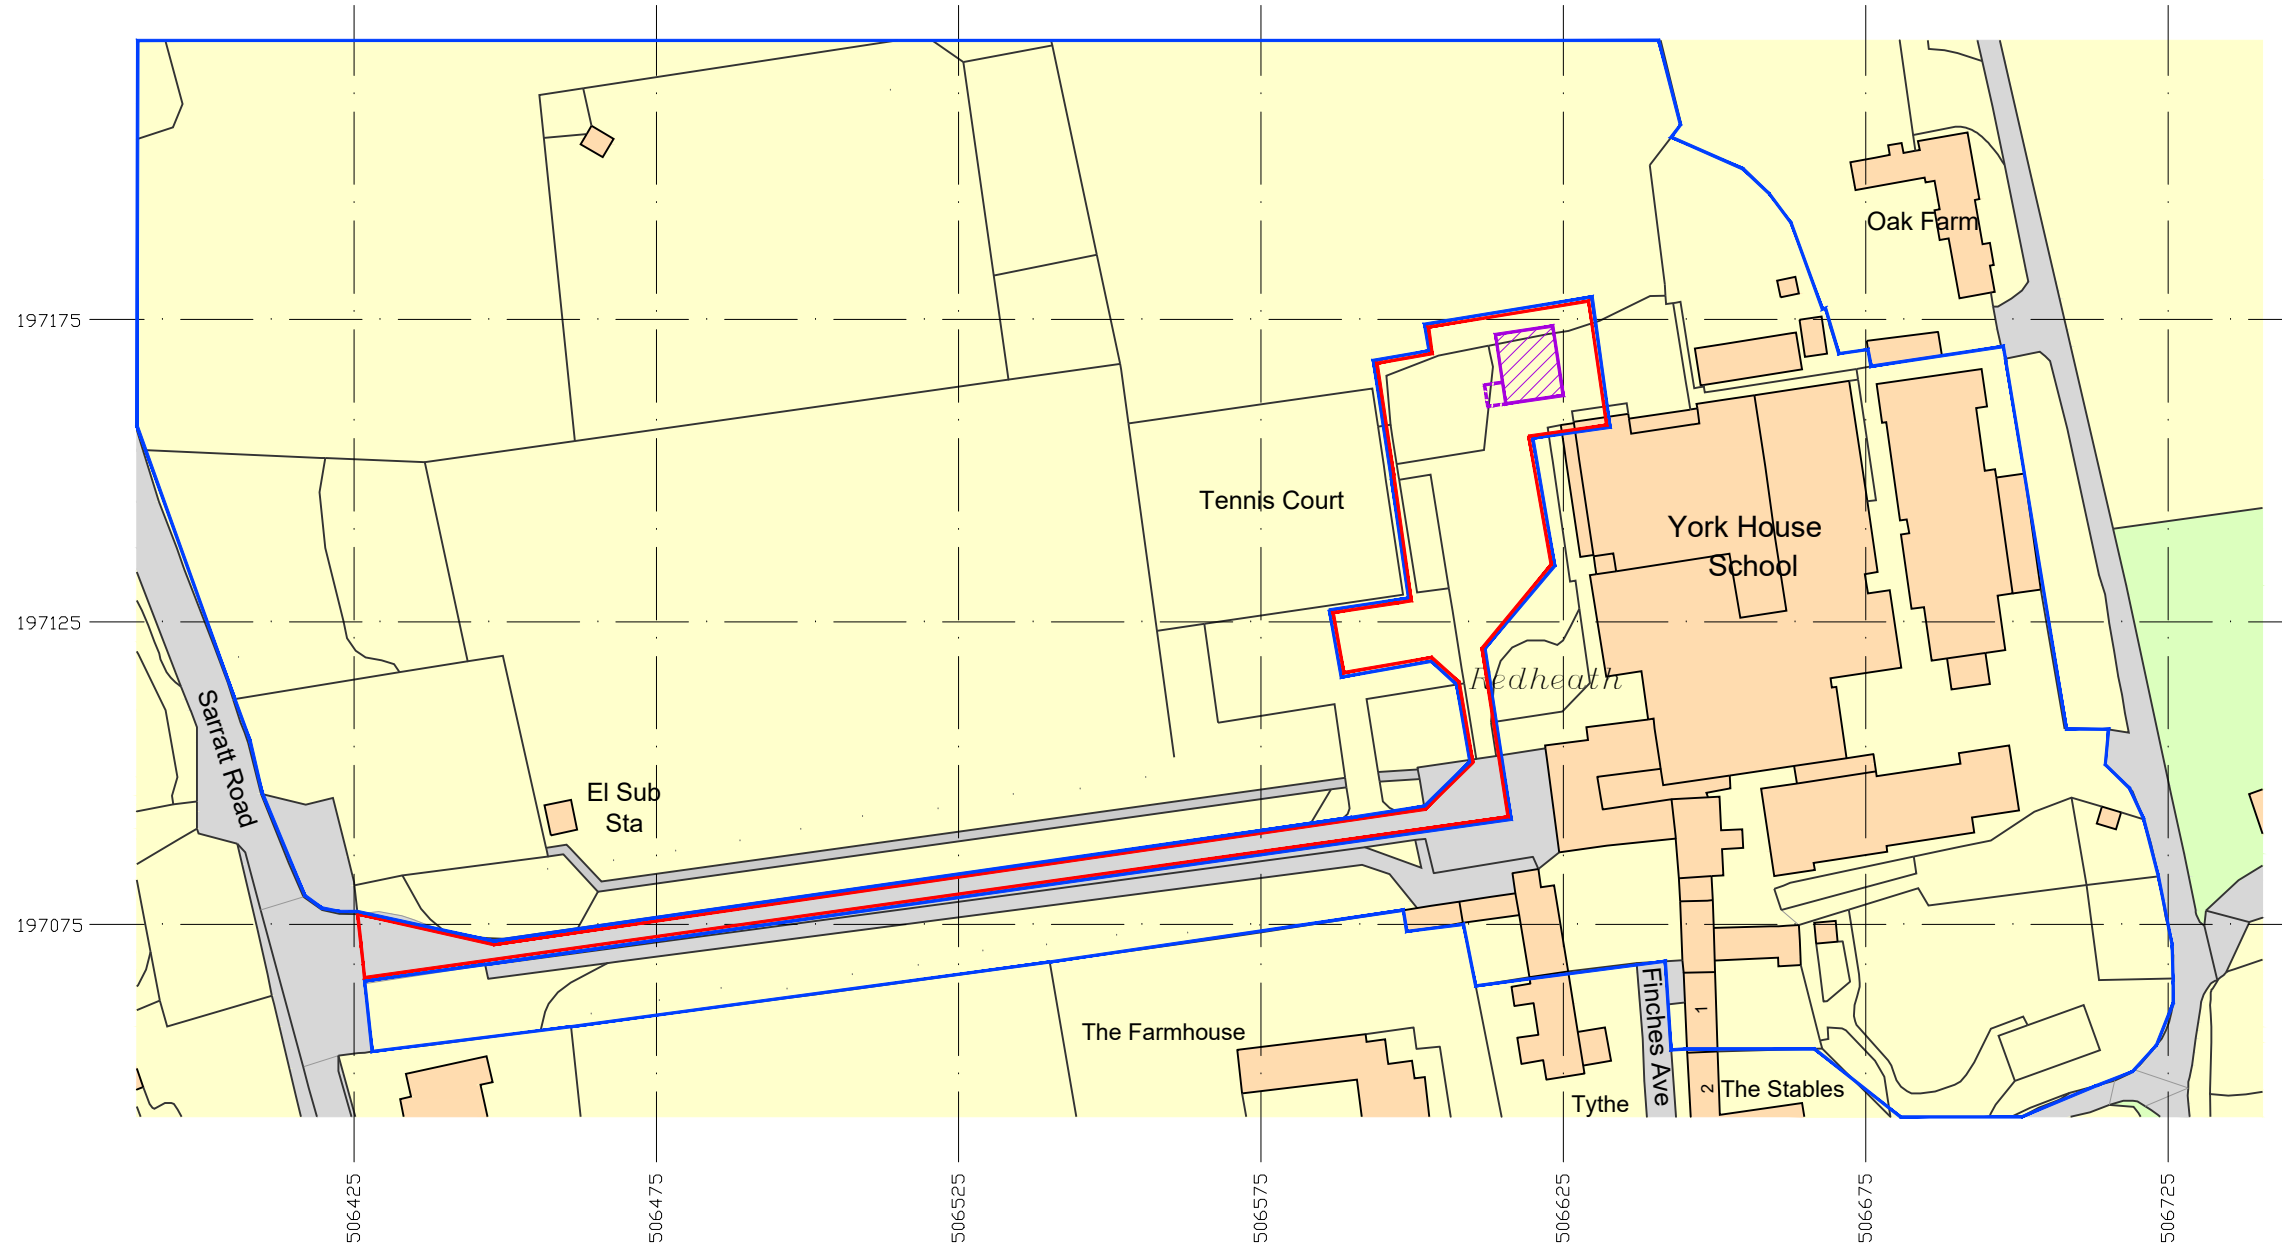 Oak Farm
197175
Tennis Court
York House
School
197125
Redheath
Sarratt Road
El Sub
Sta
197075
Finches Ave
1
The Farmhouse
2
The Stables
Tythe
506425
506475
506525
506575
506625
506675
506725